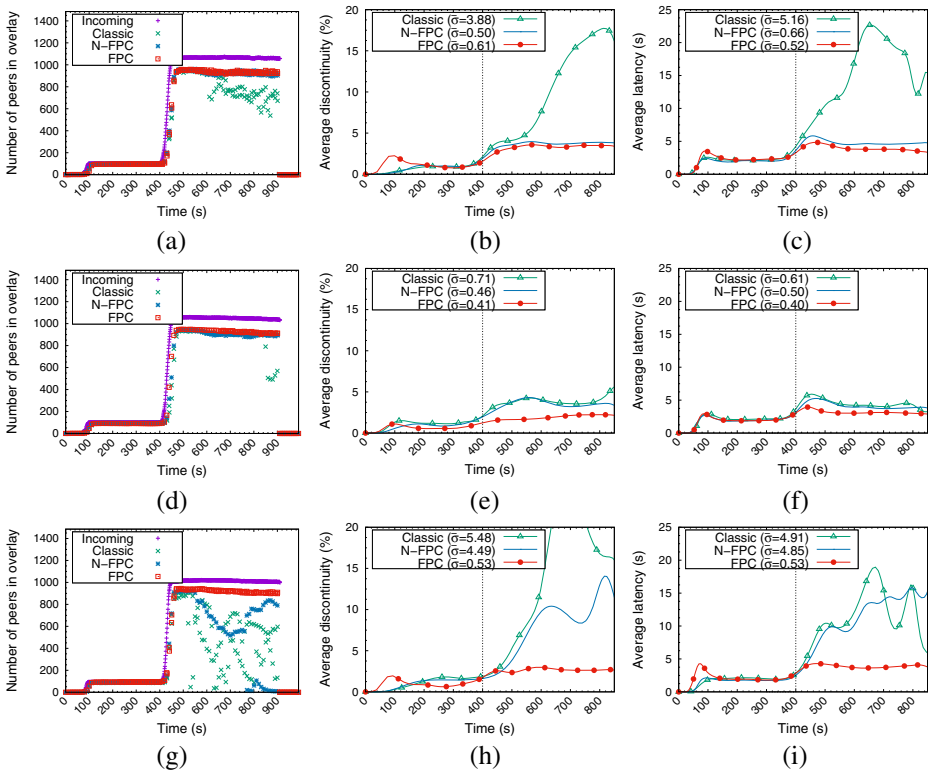 Number of peers in overlay
1400
1200
1000
800
600
400
200
0
Incoming
Classic
N-FPC
FPC
0 100 200 300 400 500 600 700 800 900
Time (s)
(a)
Average discontinuity (%)
20
15
10
5
0
Classic (σ̅=3.88)
N-FPC (σ̅=0.50)
FPC (σ̅=0.61)
0 100 200 300 400 500 600 700 800
Time (s)
(b)
Average latency (s)
25
20
15
10
5
0
Classic (σ̅=5.16)
N-FPC (σ̅=0.66)
FPC (σ̅=0.52)
0 100 200 300 400 500 600 700 800
Time (s)
(c)
Number of peers in overlay
1400
1200
1000
800
600
400
200
0
Incoming
Classic
N-FPC
FPC
0 100 200 300 400 500 600 700 800 900
Time (s)
(d)
Average discontinuity (%)
20
15
10
5
0
Classic (σ̅=0.71)
N-FPC (σ̅=0.46)
FPC (σ̅=0.41)
0 100 200 300 400 500 600 700 800
Time (s)
(e)
Average latency (s)
25
20
15
10
5
0
Classic (σ̅=0.61)
N-FPC (σ̅=0.50)
FPC (σ̅=0.40)
0 100 200 300 400 500 600 700 800
Time (s)
(f)
Number of peers in overlay
1400
1200
1000
800
600
400
200
0
Incoming
Classic
N-FPC
FPC
0 100 200 300 400 500 600 700 800 900
Time (s)
(g)
Average discontinuity (%)
20
15
10
5
0
Classic (σ̅=5.48)
N-FPC (σ̅=4.49)
FPC (σ̅=0.53)
0 100 200 300 400 500 600 700 800
Time (s)
(h)
Average latency (s)
25
20
15
10
5
0
Classic (σ̅=4.91)
N-FPC (σ̅=4.85)
FPC (σ̅=0.53)
0 100 200 300 400 500 600 700 800
Time (s)
(i)